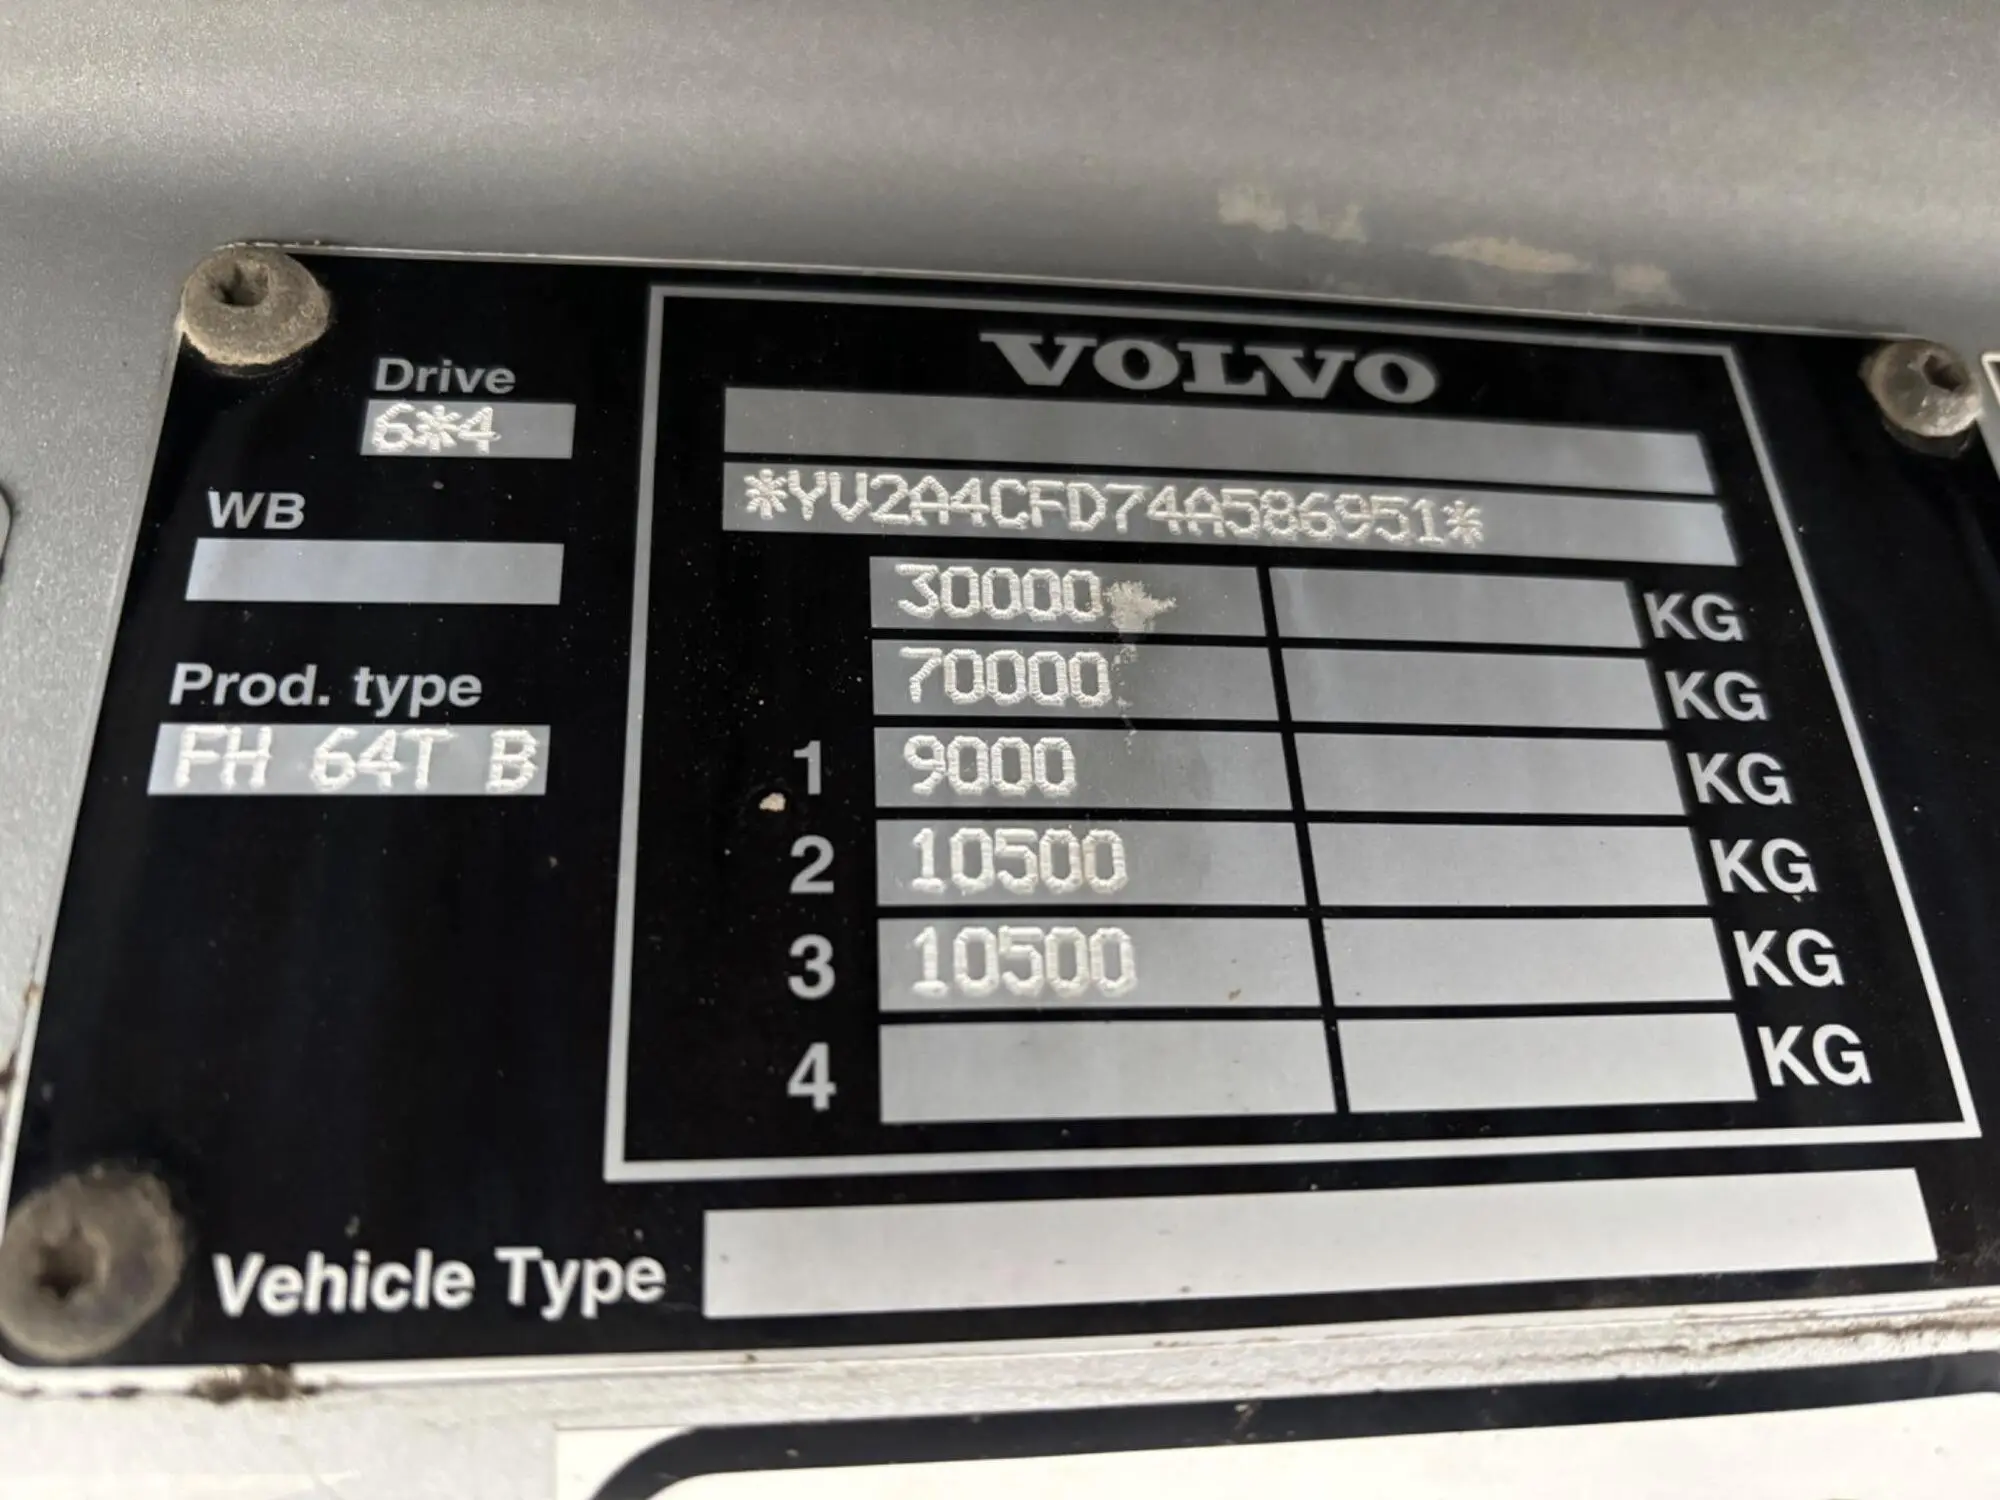 Drive
6*4
WB
Prod. type
FH 64T B
VOLVO
*YV2A4CFD74A586951*
30000 KG
70000 KG
1 9000 KG
2 10500 KG
3 10500 KG
4 KG
Vehicle Type